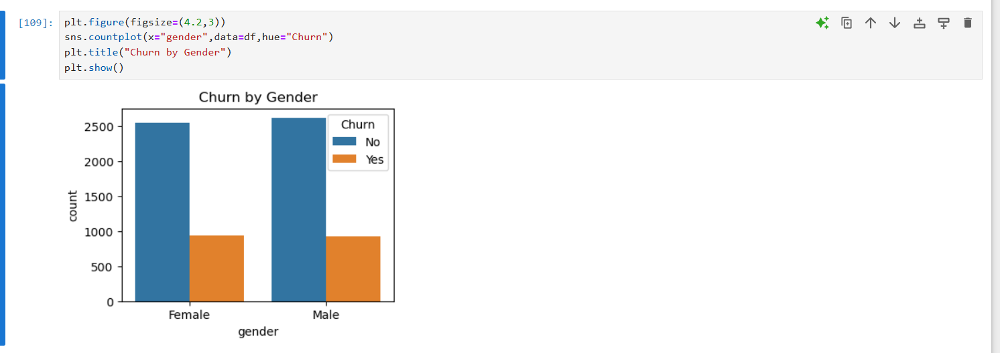 [109]:
plt.figure(figsize=(4.2,3))
sns.countplot(x="gender",data=df,hue="Churn")
plt.title("Churn by Gender")
plt.show()
Churn by Gender
Churn
No
Yes
2500
2000
1500
1000
500
0
count
Female Male
gender